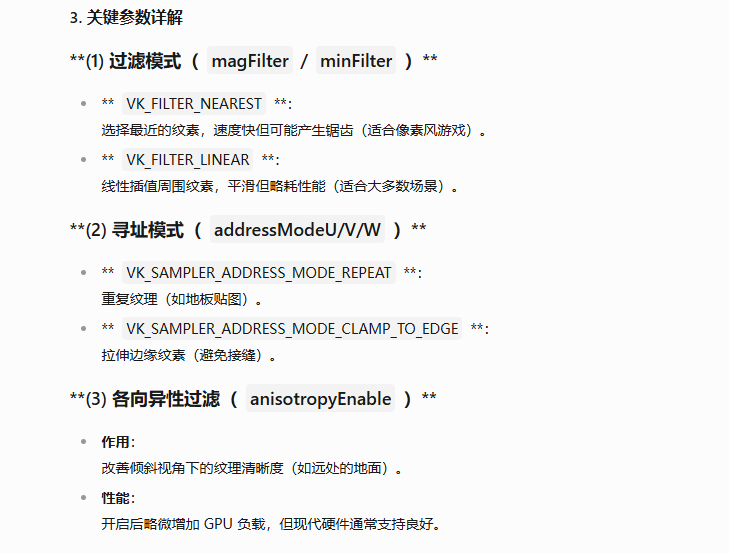 3. 关键参数详解
**(1) 过滤模式（ magFilter / minFilter ）**
** VK_FILTER_NEAREST **:
选择最近的纹素，速度快但可能产生锯齿（适合像素风游戏）。
** VK_FILTER_LINEAR **:
线性插值周围纹素，平滑但略耗性能（适合大多数场景）。
**(2) 寻址模式（ addressModeU/V/W ）**
** VK_SAMPLER_ADDRESS_MODE_REPEAT **:
重复纹理（如地板贴图）。
** VK_SAMPLER_ADDRESS_MODE_CLAMP_TO_EDGE **:
拉伸边缘纹素（避免接缝）。
**(3) 各向异性过滤（ anisotropyEnable ）**
作用：
改善倾斜视角下的纹理清晰度（如远处的地面）。
性能：
开启后略微增加 GPU 负载，但现代硬件通常支持良好。